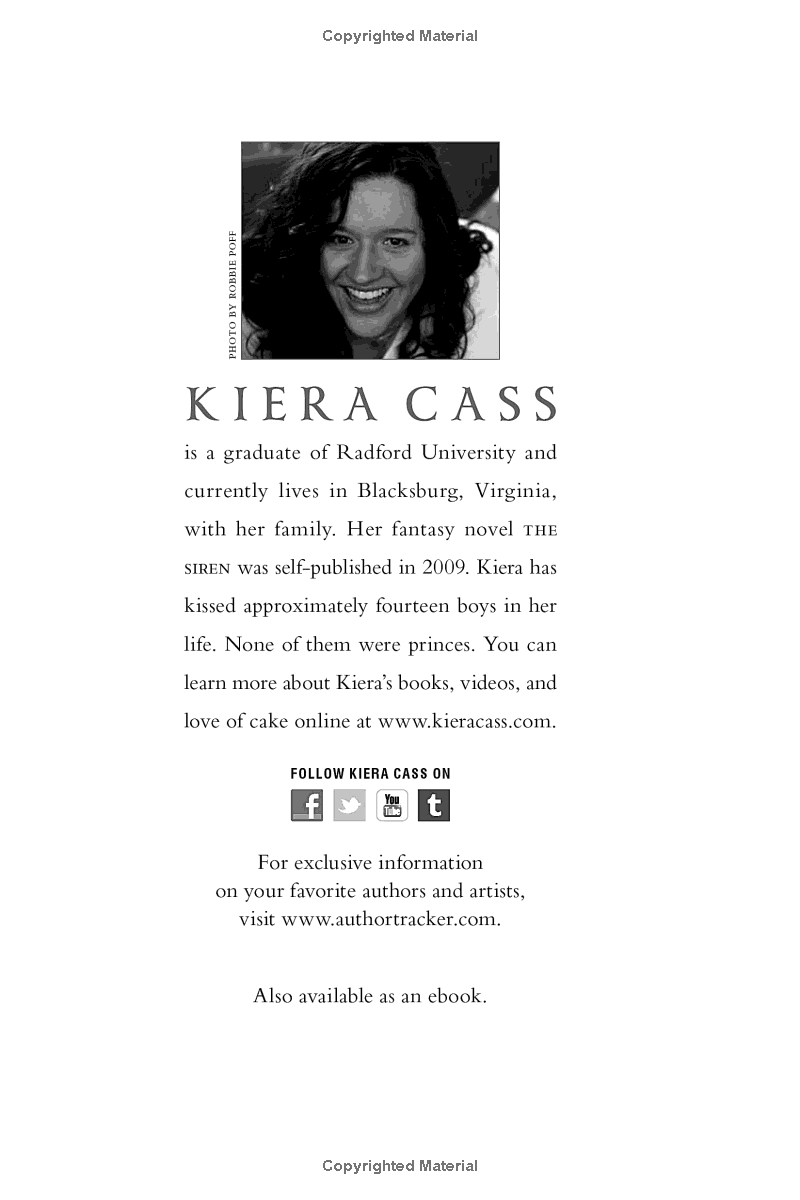 Copyrighted Material
PHOTO BY ROBBIE POFF
KIERA CASS
is a graduate of Radford University and
currently lives in Blacksburg, Virginia,
with her family. Her fantasy novel THE
SIREN was self-published in 2009. Kiera has
kissed approximately fourteen boys in her
life. None of them were princes. You can
learn more about Kiera's books, videos, and
love of cake online at www.kieracass.com.
FOLLOW KIERA CASS ON
f You Tube t
For exclusive information
on your favorite authors and artists,
visit www.authortracker.com.
Also available as an ebook.
Copyrighted Material